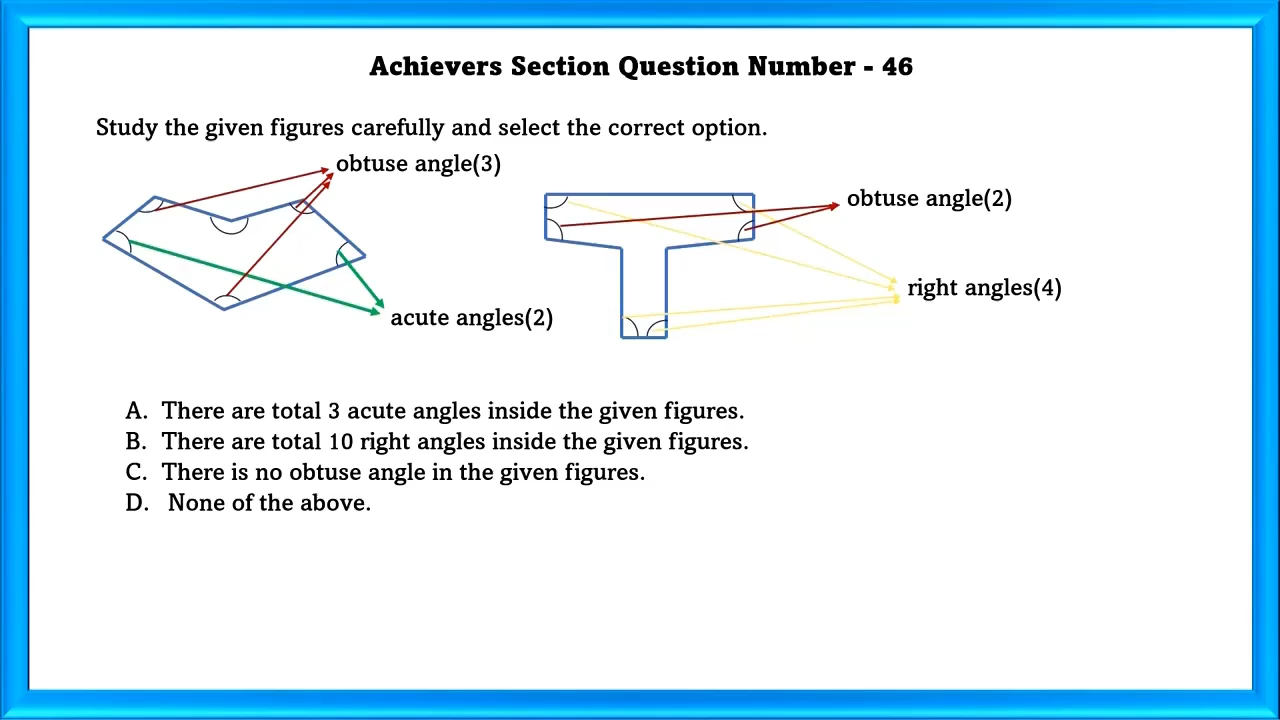 Achievers Section Question Number - 46
Study the given figures carefully and select the correct option.
obtuse angle(3)
obtuse angle(2)
right angles(4)
acute angles(2)
A. There are total 3 acute angles inside the given figures.
B. There are total 10 right angles inside the given figures.
C. There is no obtuse angle in the given figures.
D. None of the above.